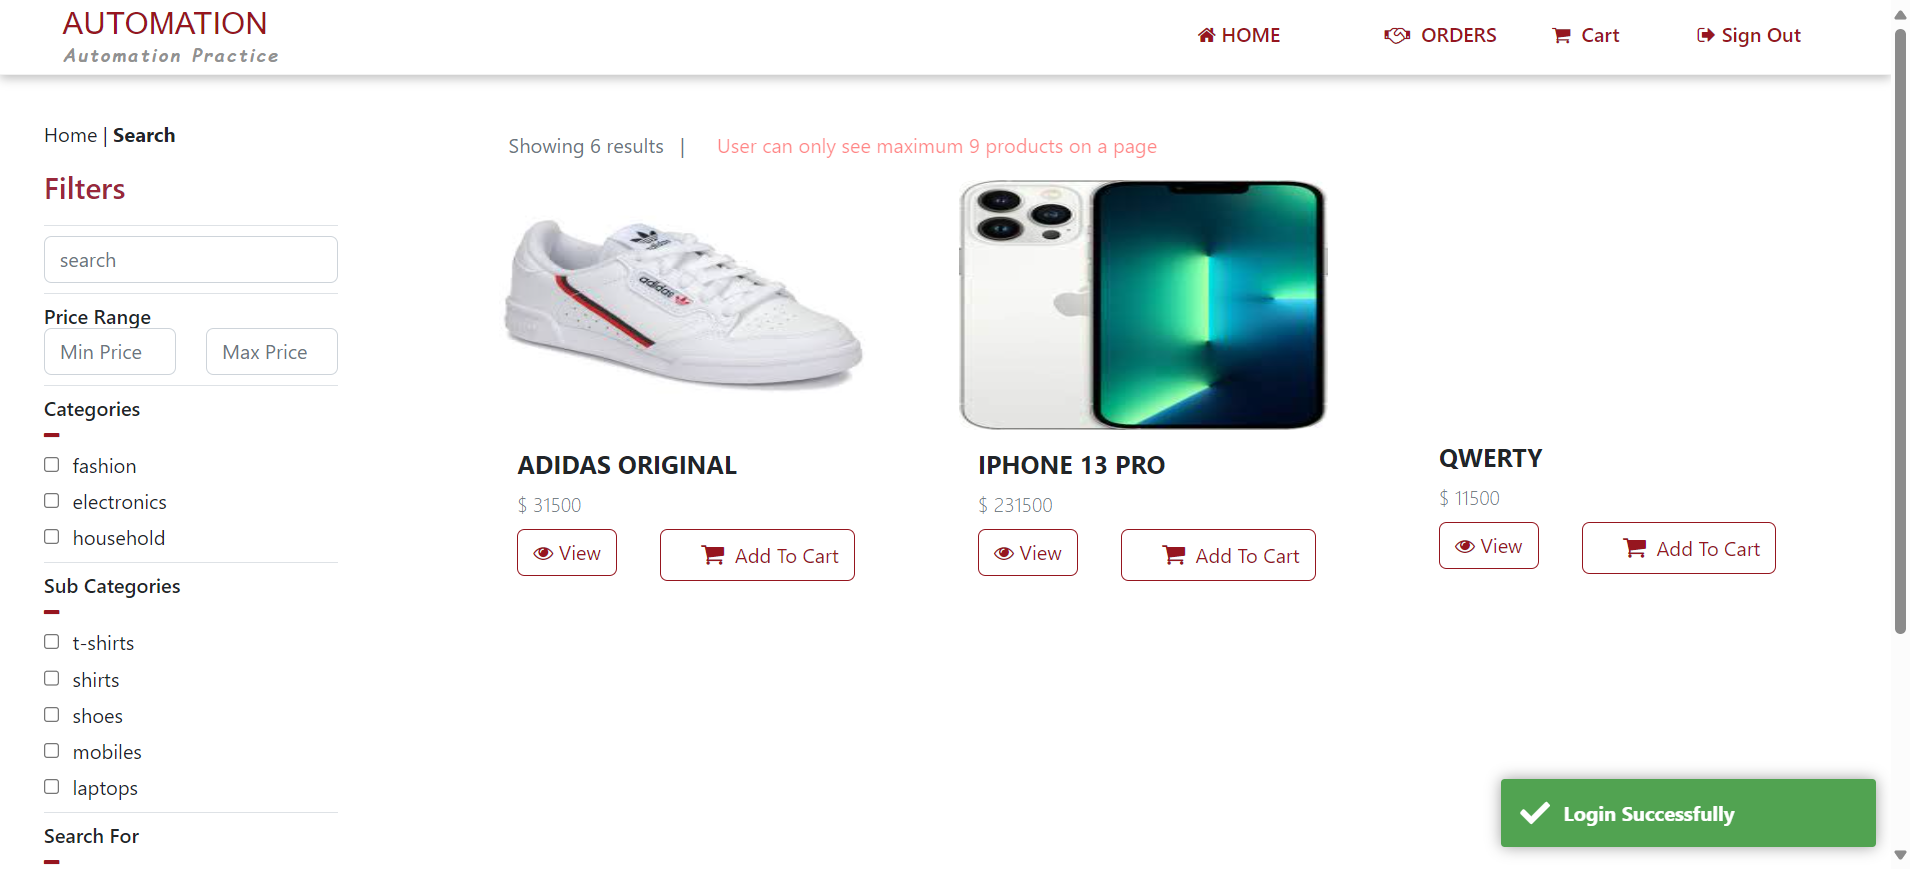 AUTOMATION
Automation Practice
HOME
ORDERS
Cart
Sign Out
Home | Search
Showing 6 results |
User can only see maximum 9 products on a page
Filters
search
Price Range
Min Price
Max Price
Categories
fashion
electronics
household
Sub Categories
t-shirts
shirts
shoes
mobiles
laptops
Search For
adidas
adidas
ADIDAS ORIGINAL
$ 31500
View
Add To Cart
IPHONE 13 PRO
$ 231500
View
Add To Cart
QWERTY
$ 11500
View
Add To Cart
Login Successfully